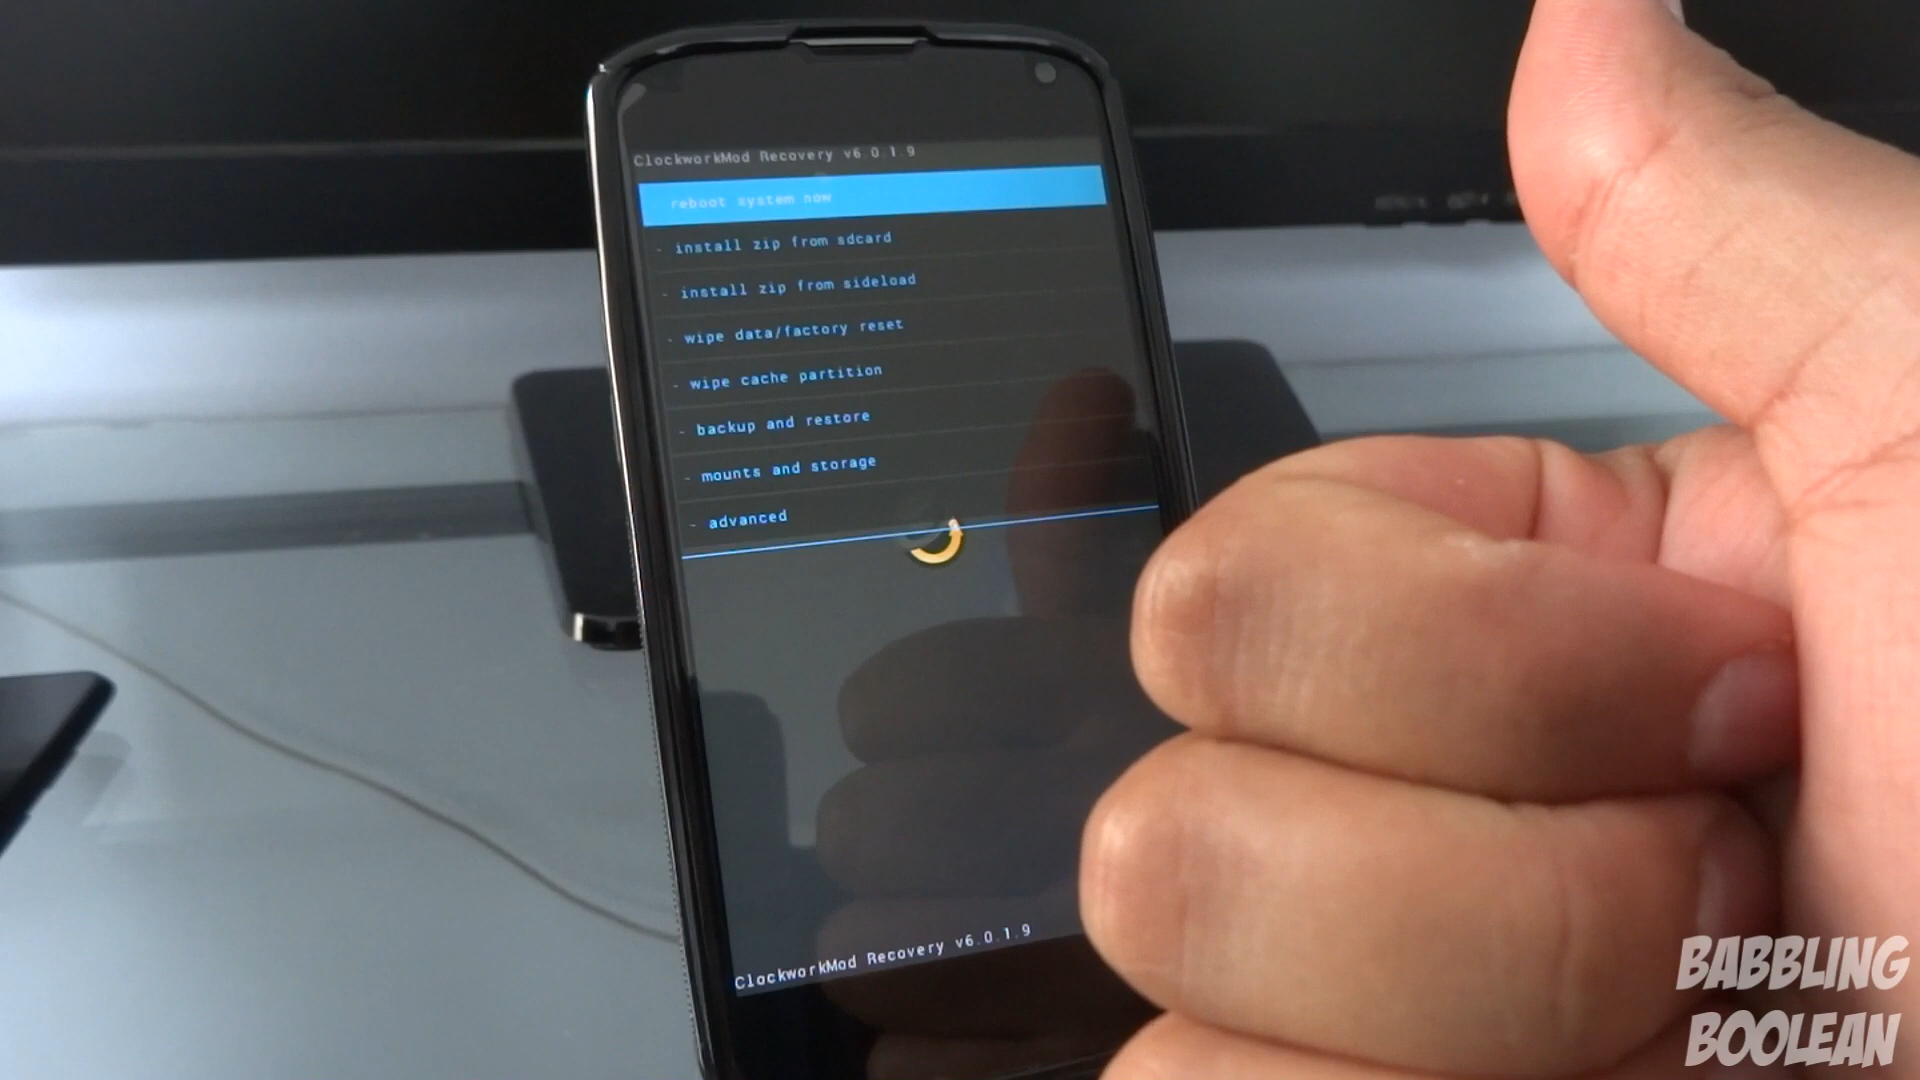 ClockworkMod Recovery v6.0.1.9
reboot system now
- install zip from sdcard
- install zip from sideload
- wipe data/factory reset
- wipe cache partition
- backup and restore
- mounts and storage
- advanced
ClockworkMod Recovery v6.0.1.9
BABBLING
BOOLEAN